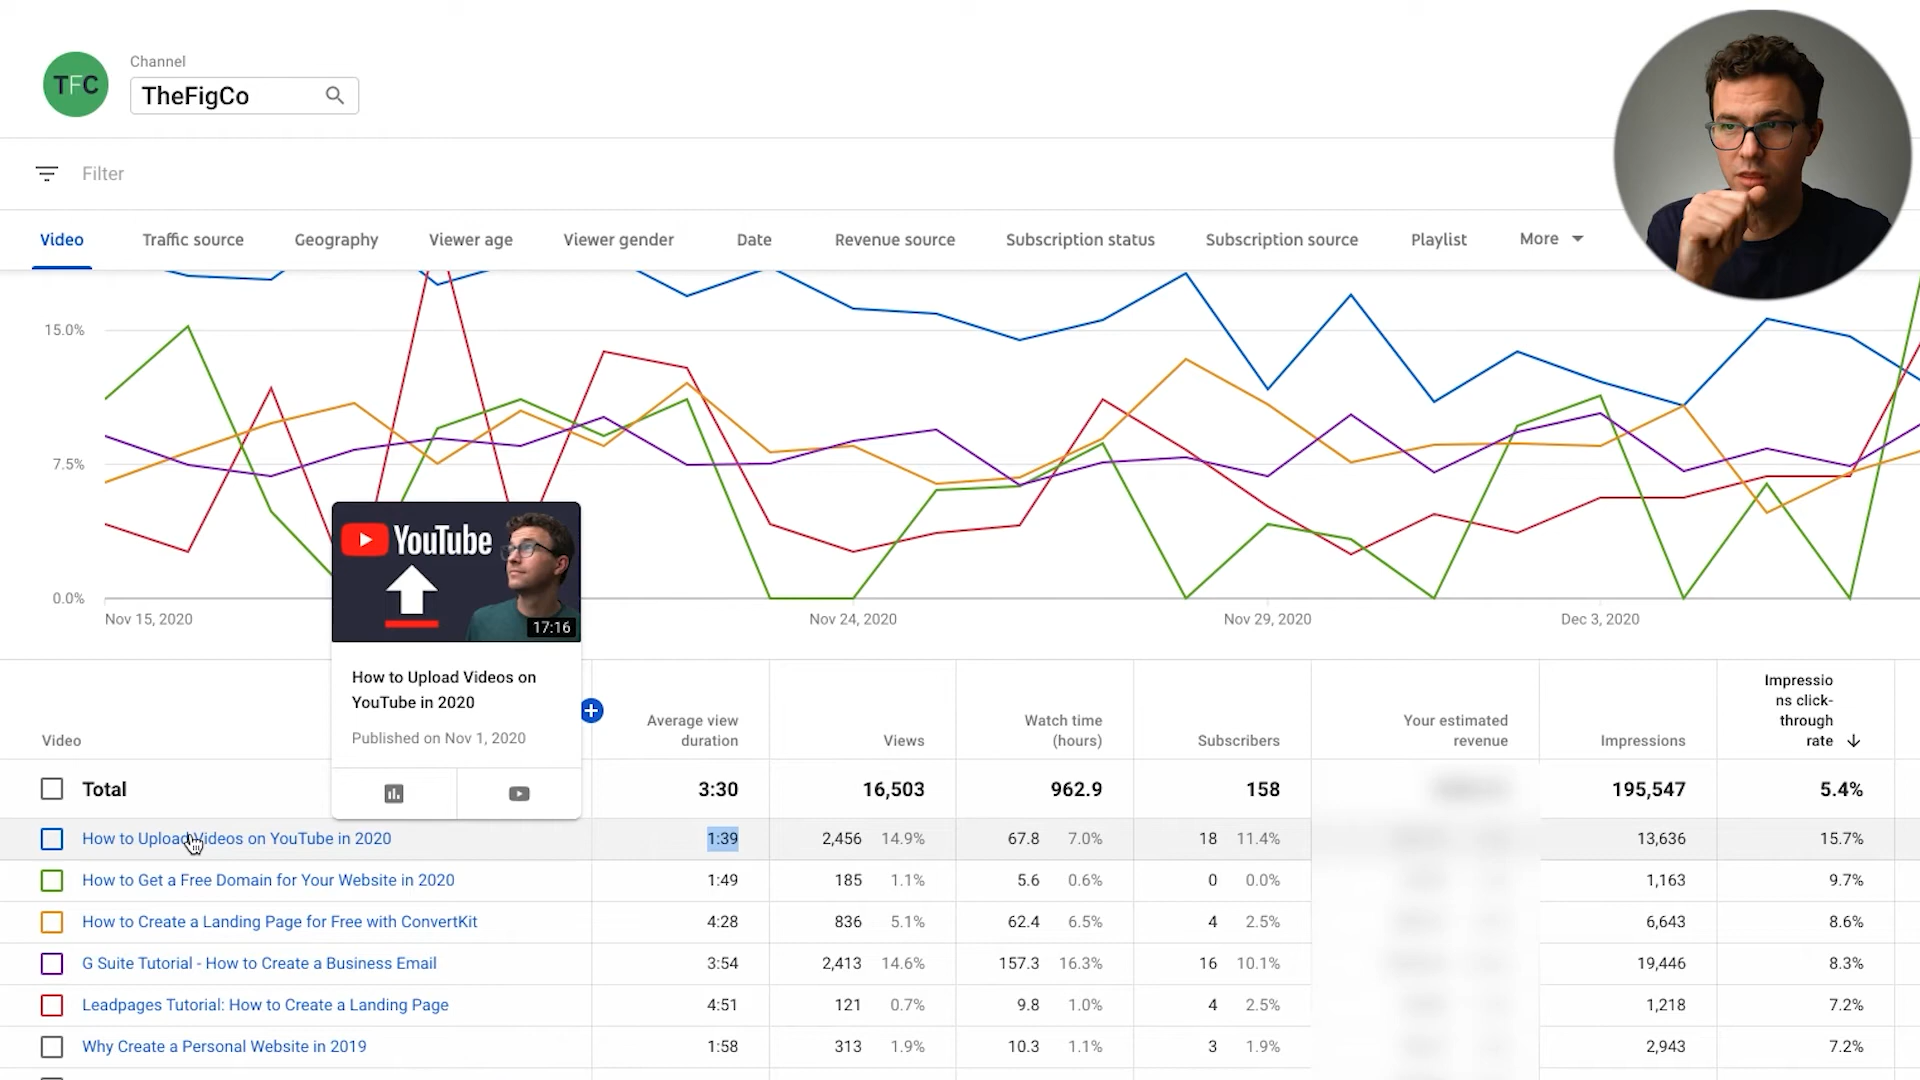 TFC
Channel
TheFigCo
Filter
Video Traffic source Geography Viewer age Viewer gender Date Revenue source Subscription status Subscription source Playlist More
15.0%
7.5%
0.0%
Nov 15, 2020 Nov 24, 2020 Nov 29, 2020 Dec 3, 2020
YouTube
17:16
How to Upload Videos on
YouTube in 2020
Published on Nov 1, 2020
Video
Average view
duration
Views
Watch time
(hours)
Subscribers
Your estimated
revenue
Impressions
Impressio
ns click-
through
rate
Total 3:30 16,503 962.9 158 195,547 5.4%
How to Upload Videos on YouTube in 2020 1:39 2,456 14.9% 67.8 7.0% 18 11.4% 13,636 15.7%
How to Get a Free Domain for Your Website in 2020 1:49 185 1.1% 5.6 0.6% 0 0.0% 1,163 9.7%
How to Create a Landing Page for Free with ConvertKit 4:28 836 5.1% 62.4 6.5% 4 2.5% 6,643 8.6%
G Suite Tutorial - How to Create a Business Email 3:54 2,413 14.6% 157.3 16.3% 16 10.1% 19,446 8.3%
Leadpages Tutorial: How to Create a Landing Page 4:51 121 0.7% 9.8 1.0% 4 2.5% 1,218 7.2%
Why Create a Personal Website in 2019 1:58 313 1.9% 10.3 1.1% 3 1.9% 2,943 7.2%